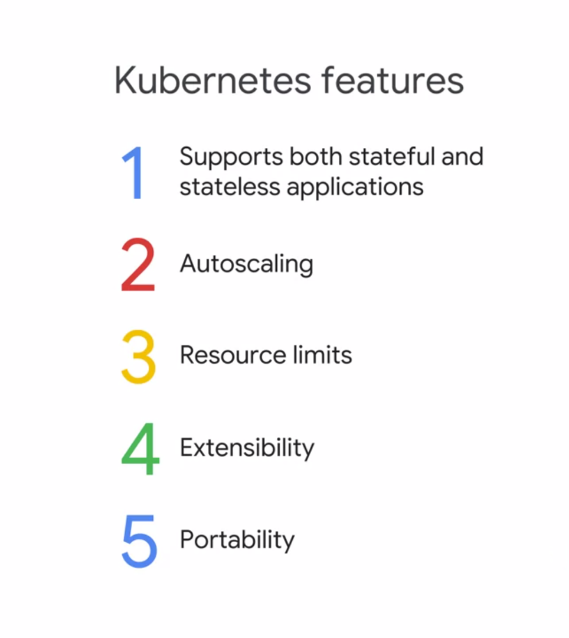 Kubernetes features
1 Supports both stateful and
stateless applications
2 Autoscaling
3 Resource limits
4 Extensibility
5 Portability